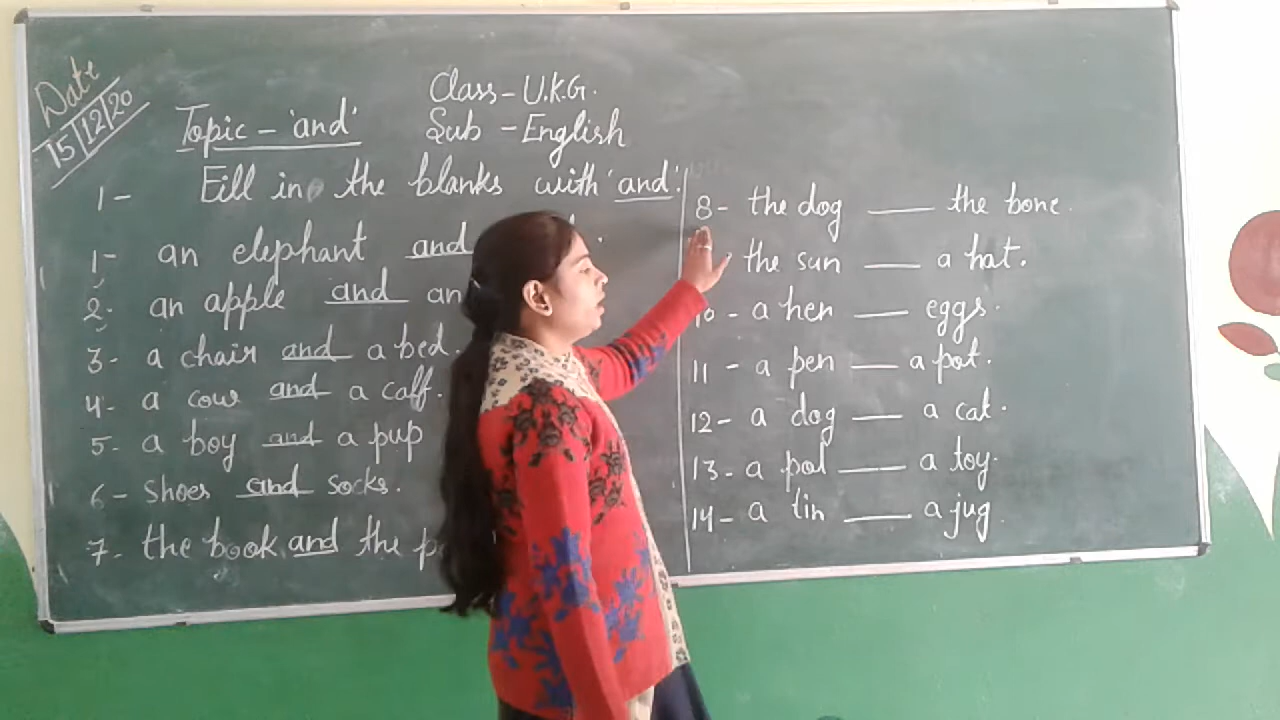 Date
15/12/20
Class - U.K.G.
Topic - 'and'
Sub - English
1- Fill in the blanks with 'and'.
1- an elephant and
2- an apple and an
3- a chair and a bed.
4- a cow and a calf.
5- a boy and a pup
6- Shoes and socks.
7- the book and the
8- the dog ___ the bone.
the sun ___ a hat.
10- a hen ___ eggs.
11- a pen ___ a pot.
12- a dog ___ a cat.
13- a pal ___ a toy.
14- a tin ___ a jug.